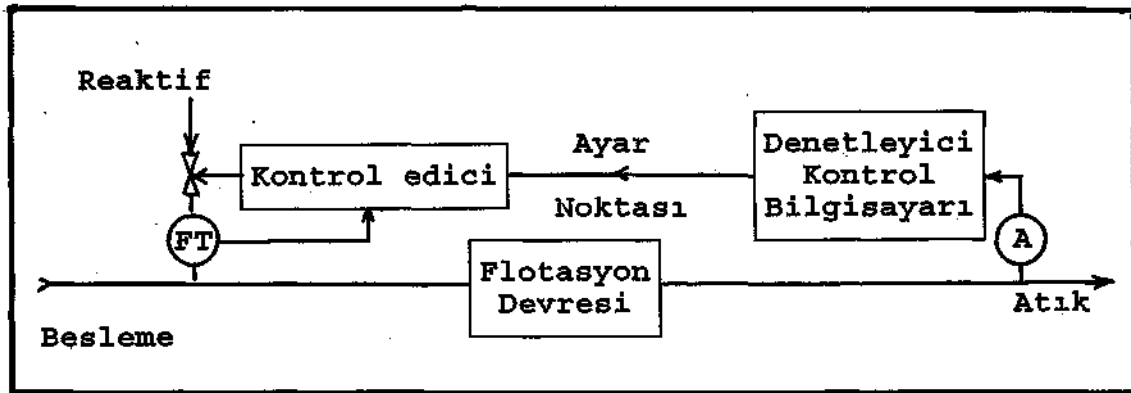 Reaktif
Kontrol edici
Ayar
Noktası
Denetleyici
Kontrol
Bilgisayarı
FT
A
Flotasyon
Devresi
Atık
Besleme